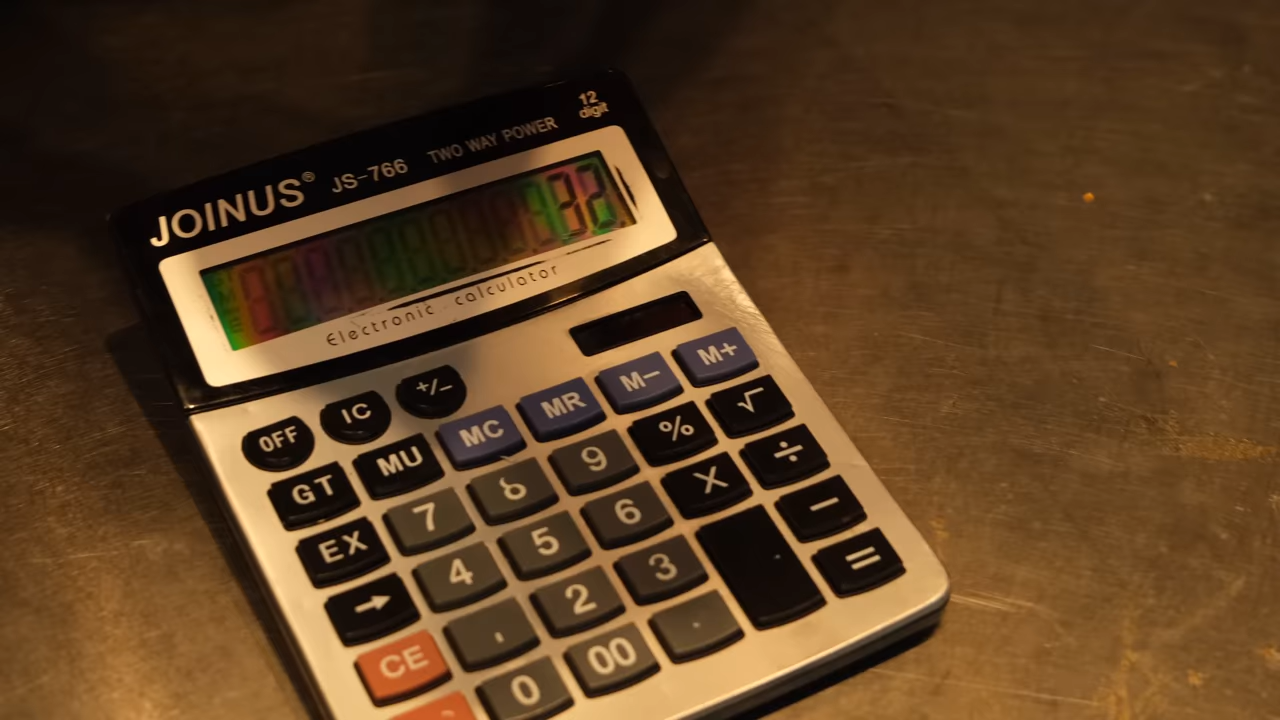 12
digit
JOINUS® JS-766 TWO WAY POWER
32.
Electronic calculator
OFF IC +/-
MC MR M− M+
GT MU
7 9 % √
EX
4 5 6 X ÷
→
2 3 −
CE
0 00 . =